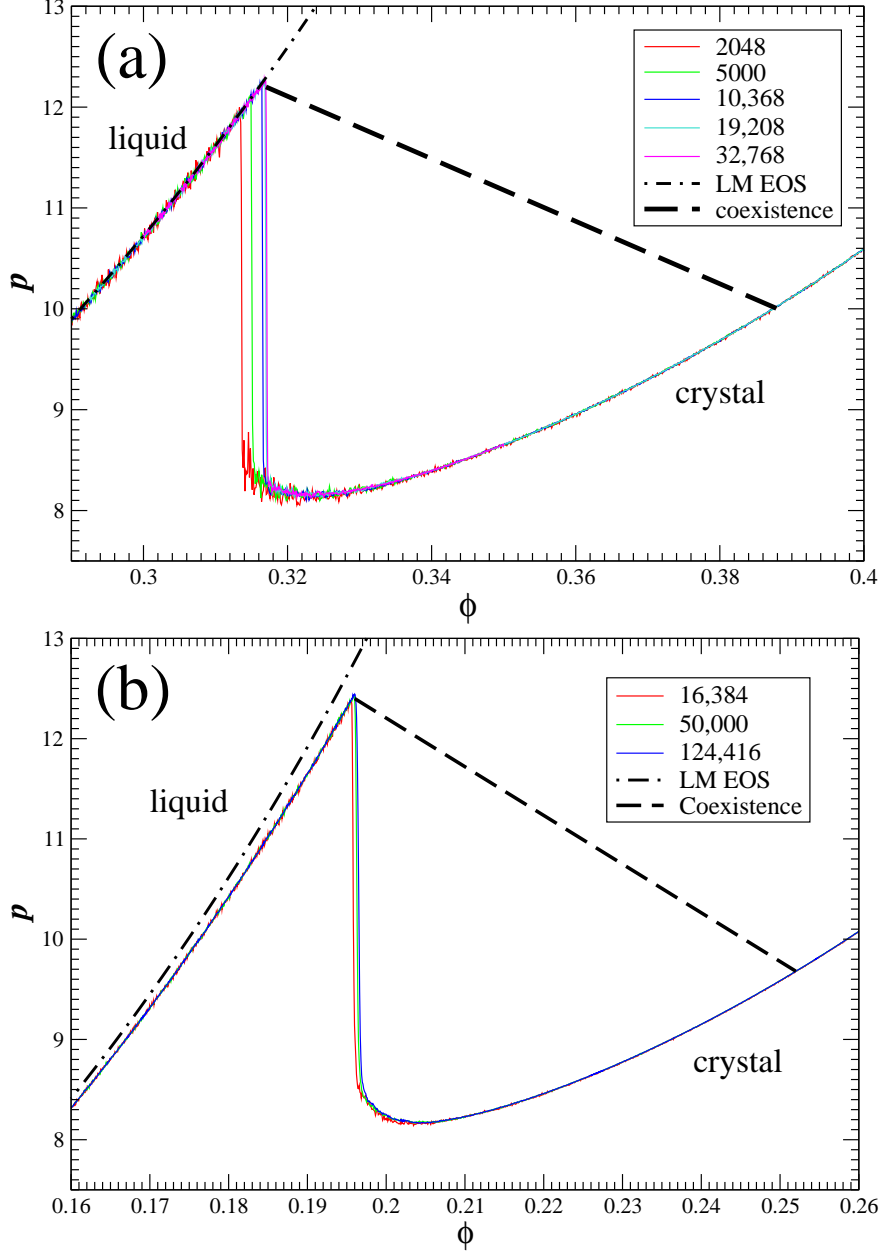 (a)
13
12
11
10
9
8
p
liquid
crystal
2048
5000
10,368
19,208
32,768
LM EOS
coexistence
0.3
0.32
0.34
0.36
0.38
0.4
ϕ
(b)
13
12
11
10
9
8
p
liquid
crystal
16,384
50,000
124,416
LM EOS
Coexistence
0.16
0.17
0.18
0.19
0.2
0.21
0.22
0.23
0.24
0.25
0.26
ϕ